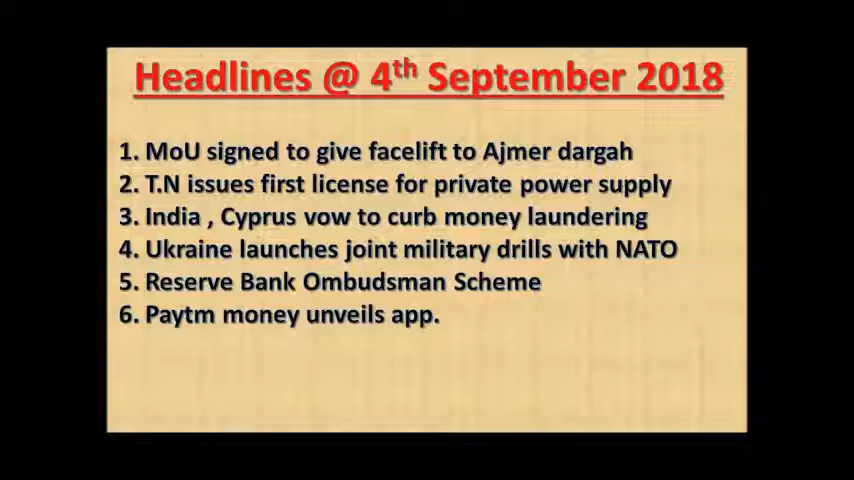 Headlines @ 4th September 2018
1. MoU signed to give facelift to Ajmer dargah
2. T.N issues first license for private power supply
3. India , Cyprus vow to curb money laundering
4. Ukraine launches joint military drills with NATO
5. Reserve Bank Ombudsman Scheme
6. Paytm money unveils app.